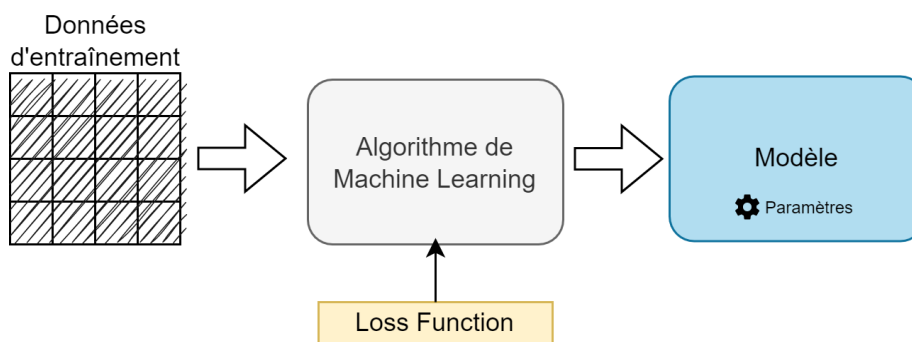 Données
d'entraînement
Algorithme de
Machine Learning
Modèle
Paramètres
Loss Function